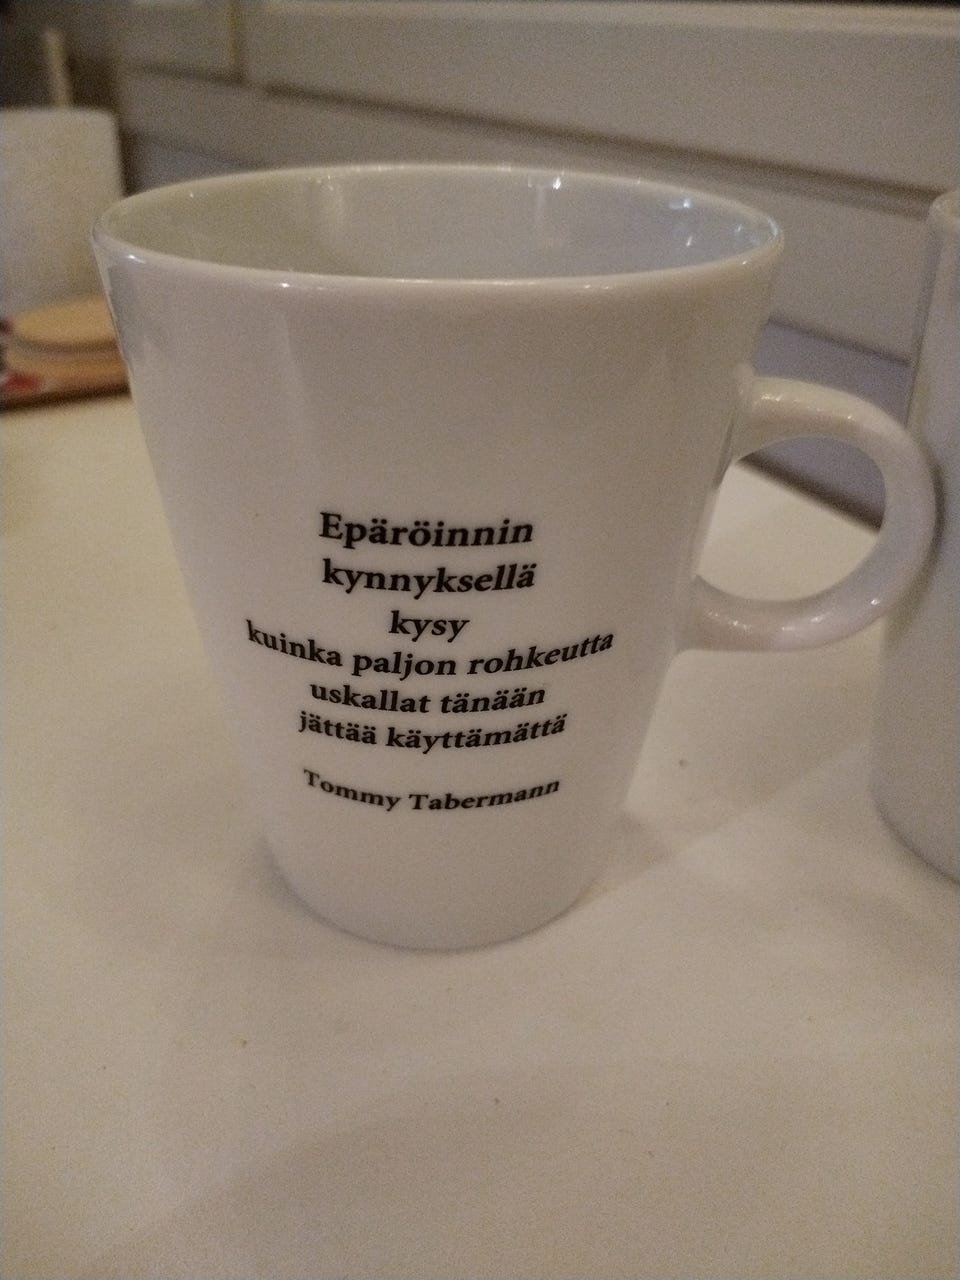 Epäröinnin
kynnyksellä
kysy
kuinka paljon rohkeutta
uskallat tänään
jättää käyttämättä
Tommy Tabermann